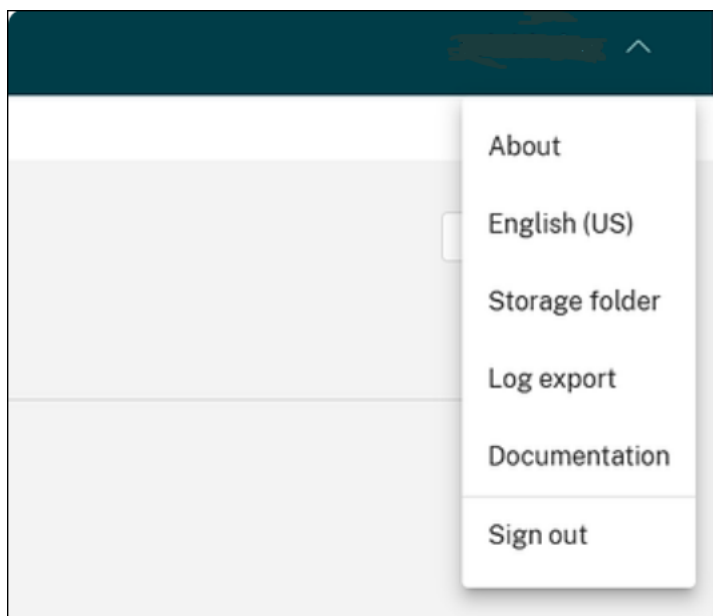 About
English (US)
Storage folder
Log export
Documentation
Sign out